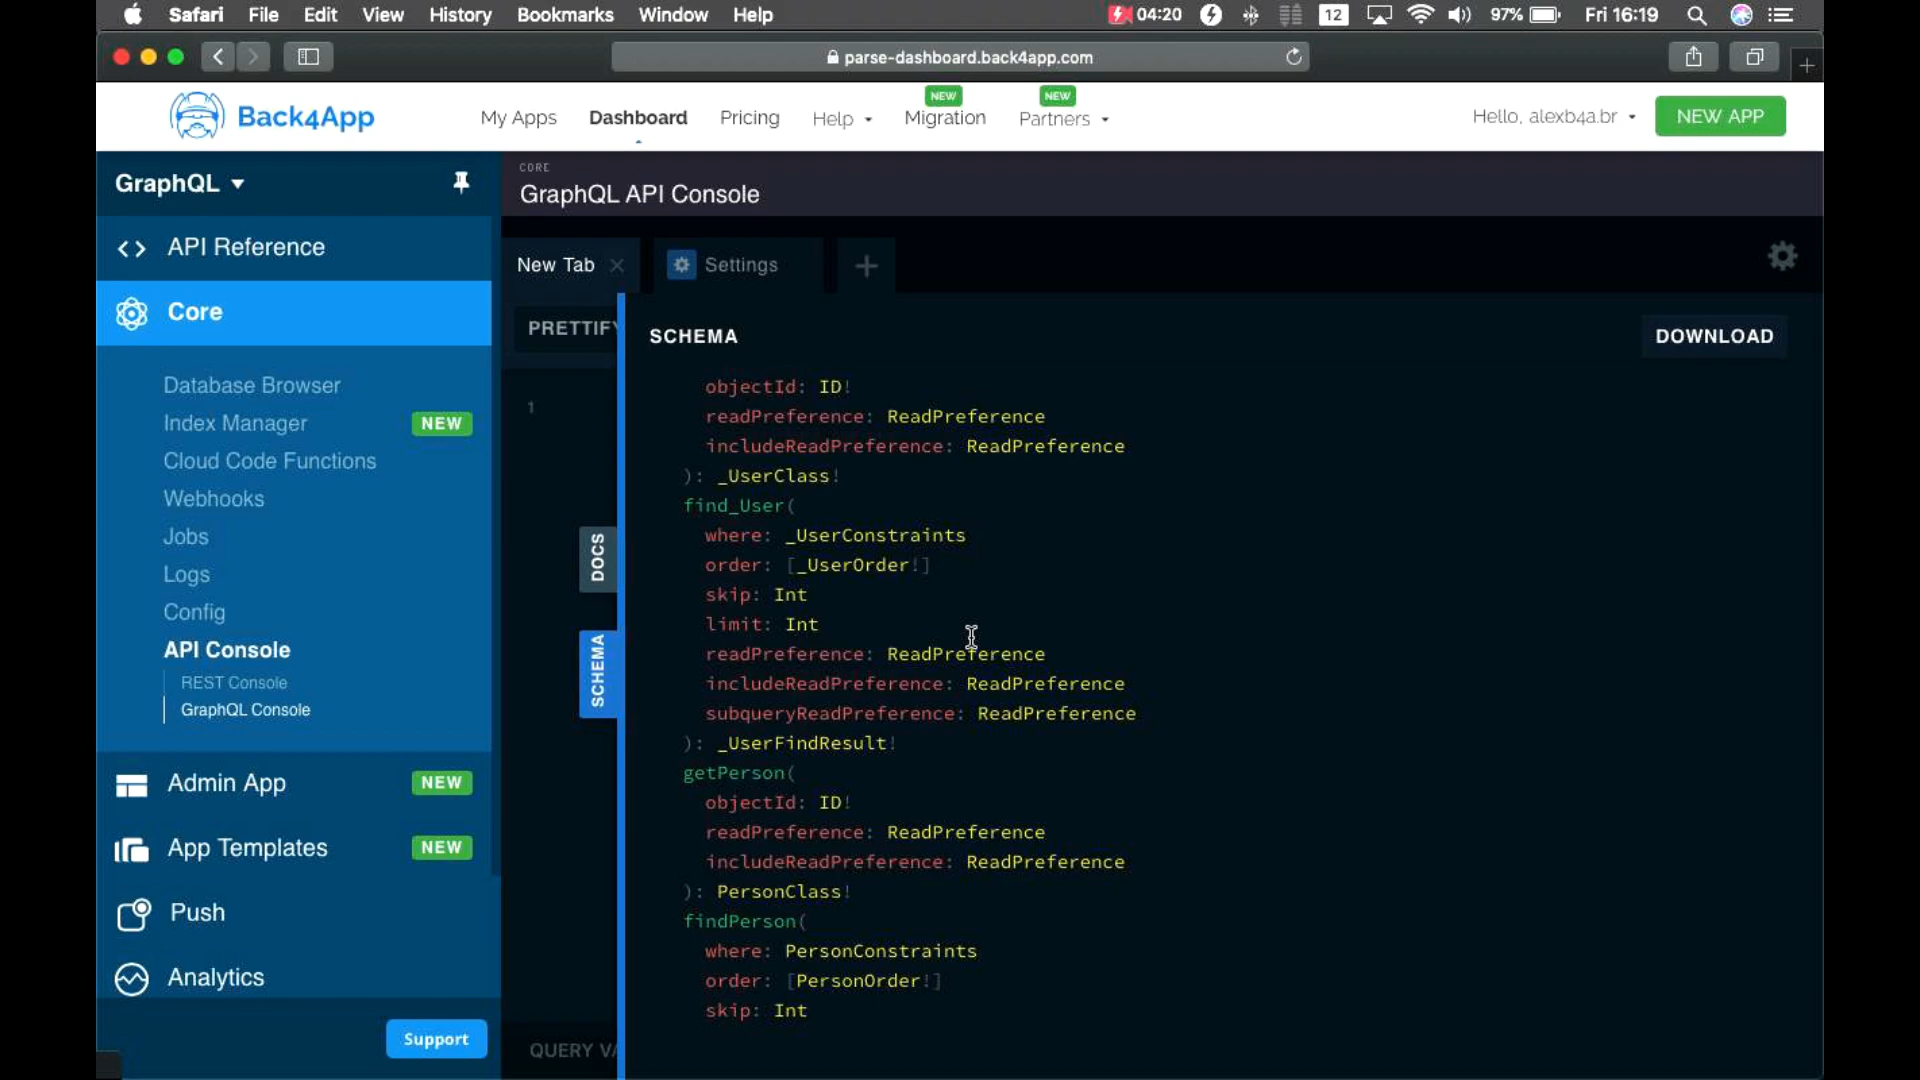 Safari File Edit View History Bookmarks Window Help 04:20 12 97% Fri 16:19
parse-dashboard.back4app.com
Back4App My Apps Dashboard Pricing Help NEW Migration NEW Partners Hello, alexb4a.br NEW APP
GraphQL
CORE
GraphQL API Console
API Reference
New Tab Settings
Core
PRETTIFY
SCHEMA
DOWNLOAD
Database Browser
Index Manager NEW
Cloud Code Functions
Webhooks
Jobs
Logs
Config
API Console
REST Console
GraphQL Console
Admin App NEW
App Templates NEW
Push
Analytics
Support
1
DOCS
SCHEMA
objectId: ID!
readPreference: ReadPreference
includeReadPreference: ReadPreference
): _UserClass!
find_User(
where: _UserConstraints
order: [_UserOrder!]
skip: Int
limit: Int
readPreference: ReadPreference
includeReadPreference: ReadPreference
subqueryReadPreference: ReadPreference
): _UserFindResult!
getPerson(
objectId: ID!
readPreference: ReadPreference
includeReadPreference: ReadPreference
): PersonClass!
findPerson(
where: PersonConstraints
order: [PersonOrder!]
skip: Int
QUERY VA